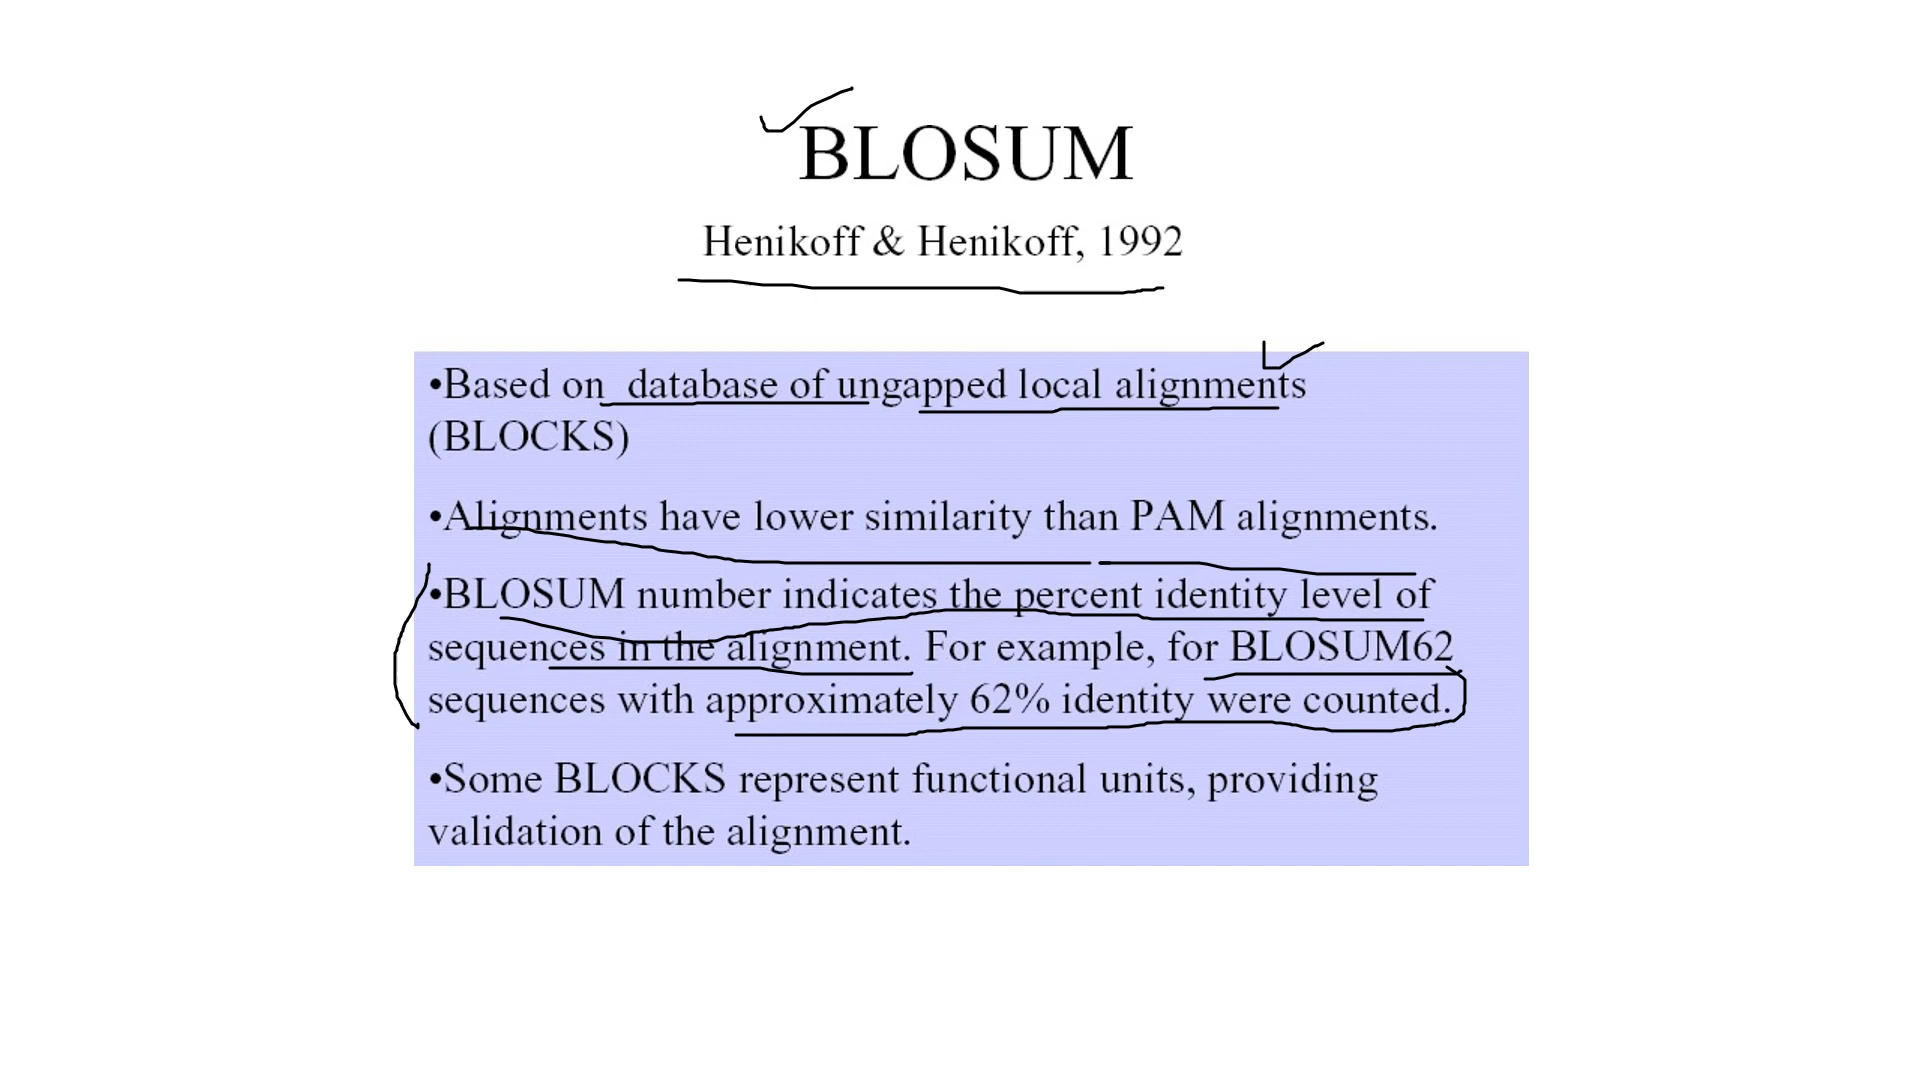 BLOSUM
Henikoff & Henikoff, 1992
•Based on database of ungapped local alignments
(BLOCKS)
•Alignments have lower similarity than PAM alignments.
•BLOSUM number indicates the percent identity level of
sequences in the alignment. For example, for BLOSUM62
sequences with approximately 62% identity were counted.
•Some BLOCKS represent functional units, providing
validation of the alignment.